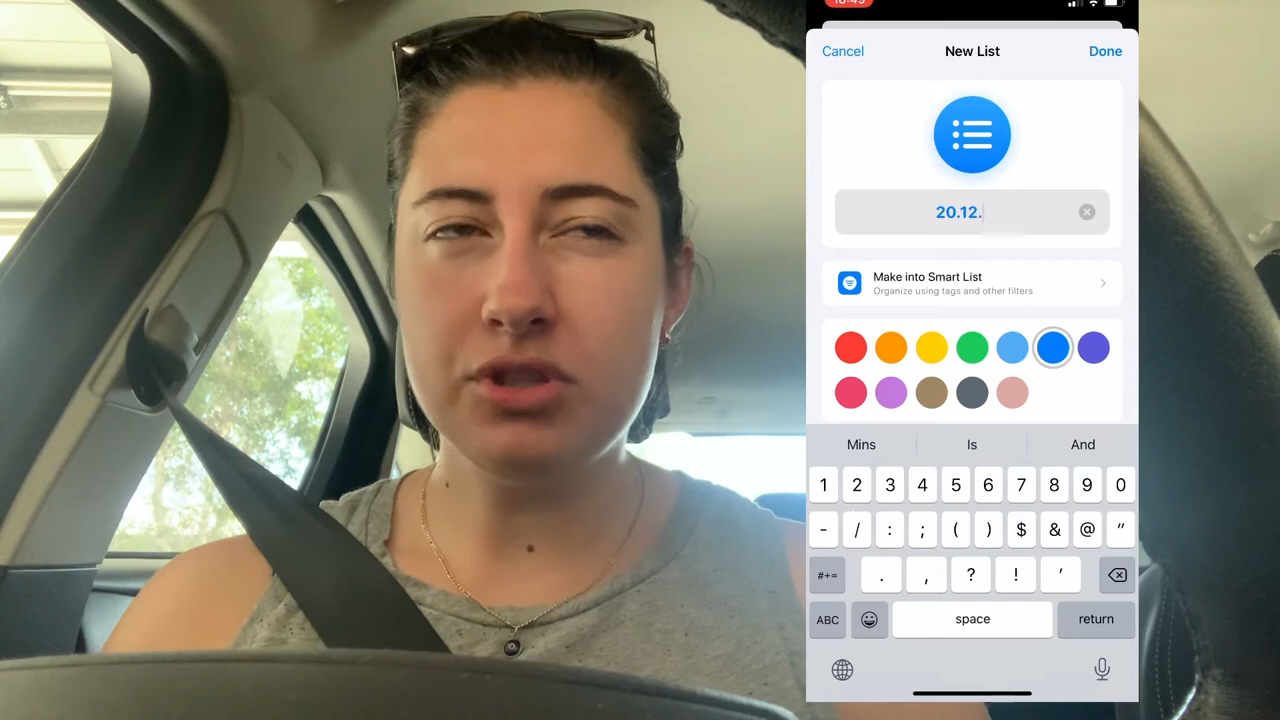 Cancel New List Done
20.12.
Make into Smart List
Organize using tags and other filters
Mins Is And
1 2 3 4 5 6 7 8 9 0
- / : ; ( ) $ & @ "
#+= . , ? ! '
ABC space return